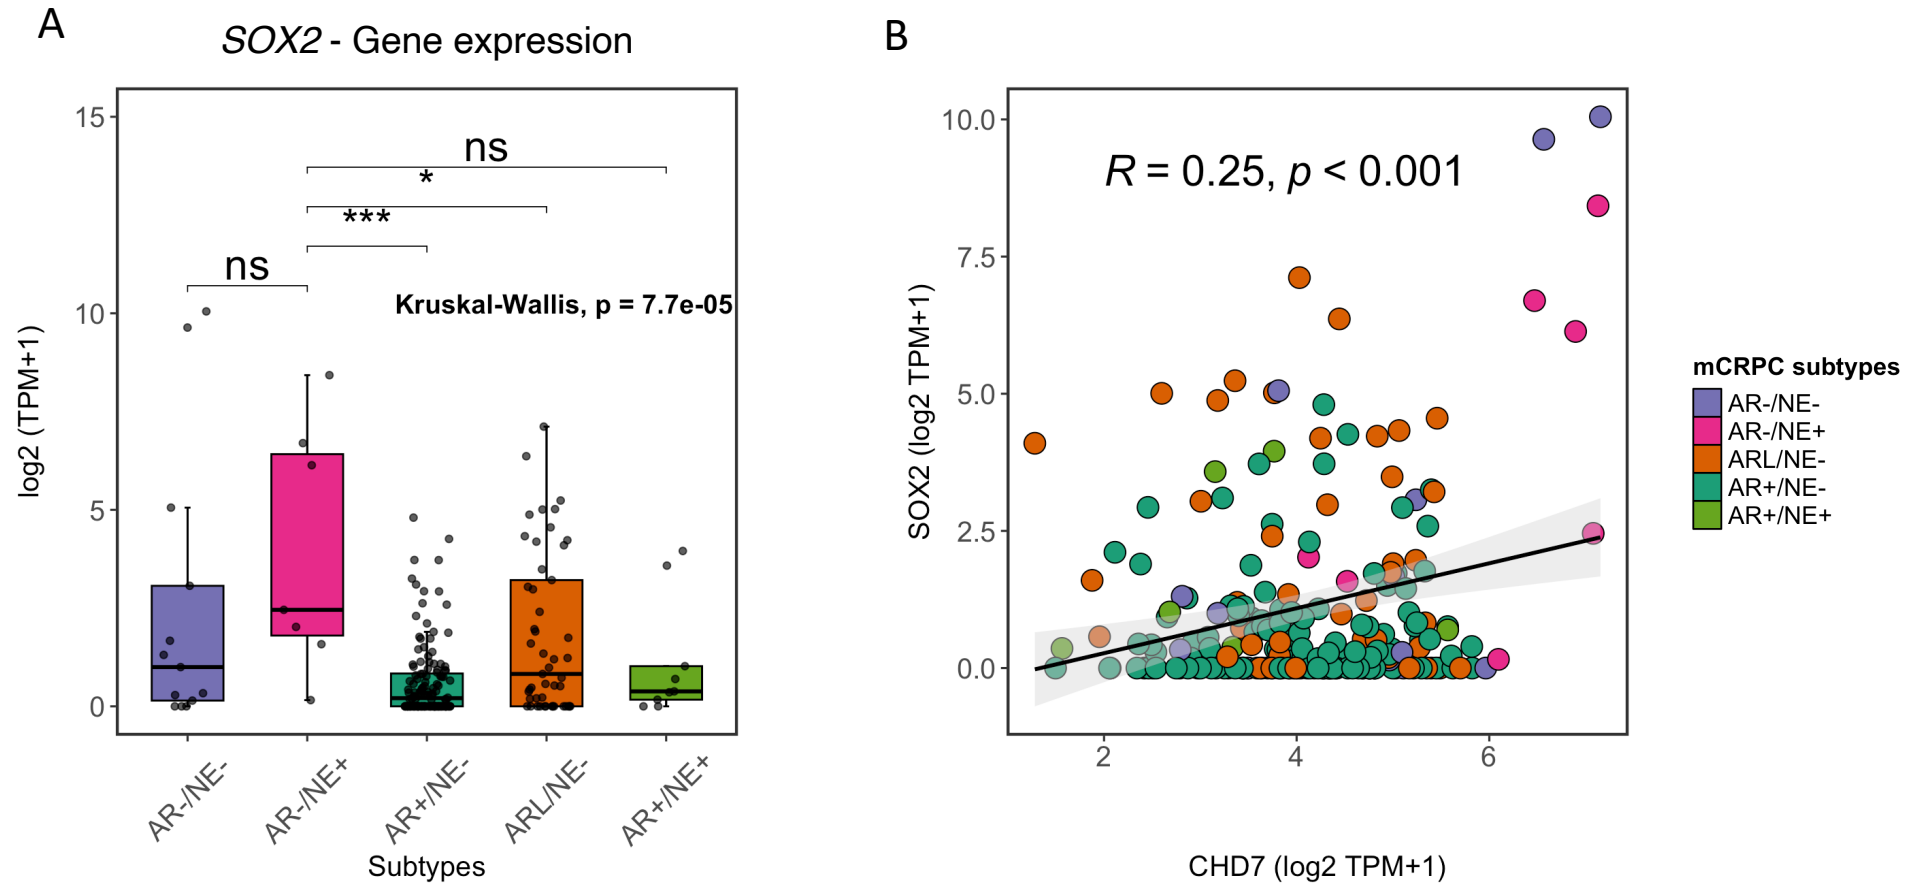 A
SOX2 - Gene expression
log2 (TPM+1)
15
10
5
0
ns
*
***
ns
Kruskal-Wallis, p = 7.7e-05
AR-/NE-
AR-/NE+
AR+/NE-
ARL/NE-
AR+/NE+
Subtypes
B
SOX2 (log2 TPM+1)
10.0
7.5
5.0
2.5
0.0
R = 0.25, p < 0.001
2
4
6
CHD7 (log2 TPM+1)
mCRPC subtypes
AR-/NE-
AR-/NE+
ARL/NE-
AR+/NE-
AR+/NE+